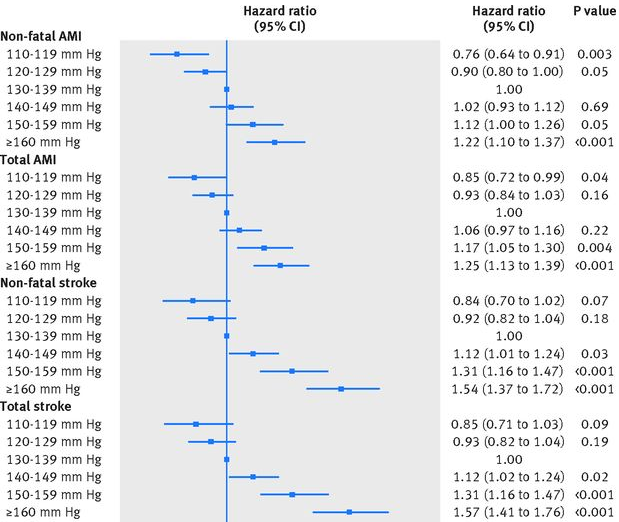 Hazard ratio Hazard ratio P value
(95% CI) (95% CI)
Non-fatal AMI
110-119 mm Hg 0.76 (0.64 to 0.91) 0.003
120-129 mm Hg 0.90 (0.80 to 1.00) 0.05
130-139 mm Hg 1.00
140-149 mm Hg 1.02 (0.93 to 1.12) 0.69
150-159 mm Hg 1.12 (1.00 to 1.26) 0.05
≥160 mm Hg 1.22 (1.10 to 1.37) <0.001
Total AMI
110-119 mm Hg 0.85 (0.72 to 0.99) 0.04
120-129 mm Hg 0.93 (0.84 to 1.03) 0.16
130-139 mm Hg 1.00
140-149 mm Hg 1.06 (0.97 to 1.16) 0.22
150-159 mm Hg 1.17 (1.05 to 1.30) 0.004
≥160 mm Hg 1.25 (1.13 to 1.39) <0.001
Non-fatal stroke
110-119 mm Hg 0.84 (0.70 to 1.02) 0.07
120-129 mm Hg 0.92 (0.82 to 1.04) 0.18
130-139 mm Hg 1.00
140-149 mm Hg 1.12 (1.01 to 1.24) 0.03
150-159 mm Hg 1.31 (1.16 to 1.47) <0.001
≥160 mm Hg 1.54 (1.37 to 1.72) <0.001
Total stroke
110-119 mm Hg 0.85 (0.71 to 1.03) 0.09
120-129 mm Hg 0.93 (0.82 to 1.04) 0.19
130-139 mm Hg 1.00
140-149 mm Hg 1.12 (1.02 to 1.24) 0.02
150-159 mm Hg 1.31 (1.16 to 1.47) <0.001
≥160 mm Hg 1.57 (1.41 to 1.76) <0.001